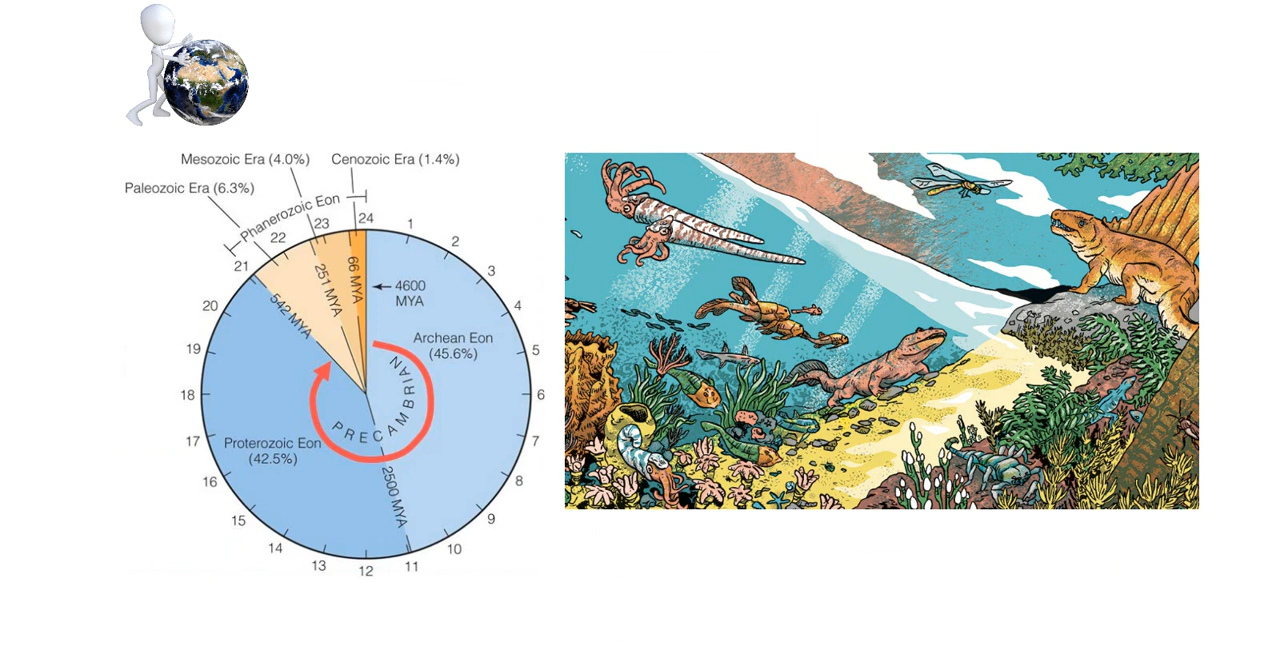 Mesozoic Era (4.0%)
Cenozoic Era (1.4%)
Paleozoic Era (6.3%)
Phanerozoic Eon
24
1
2
3
4
5
6
7
8
9
10
11
12
13
14
15
16
17
18
19
20
21
22
23
542 MYA
251 MYA
66 MYA
4600
MYA
Archean Eon
(45.6%)
PRECAMBRIAN
Proterozoic Eon
(42.5%)
2500 MYA